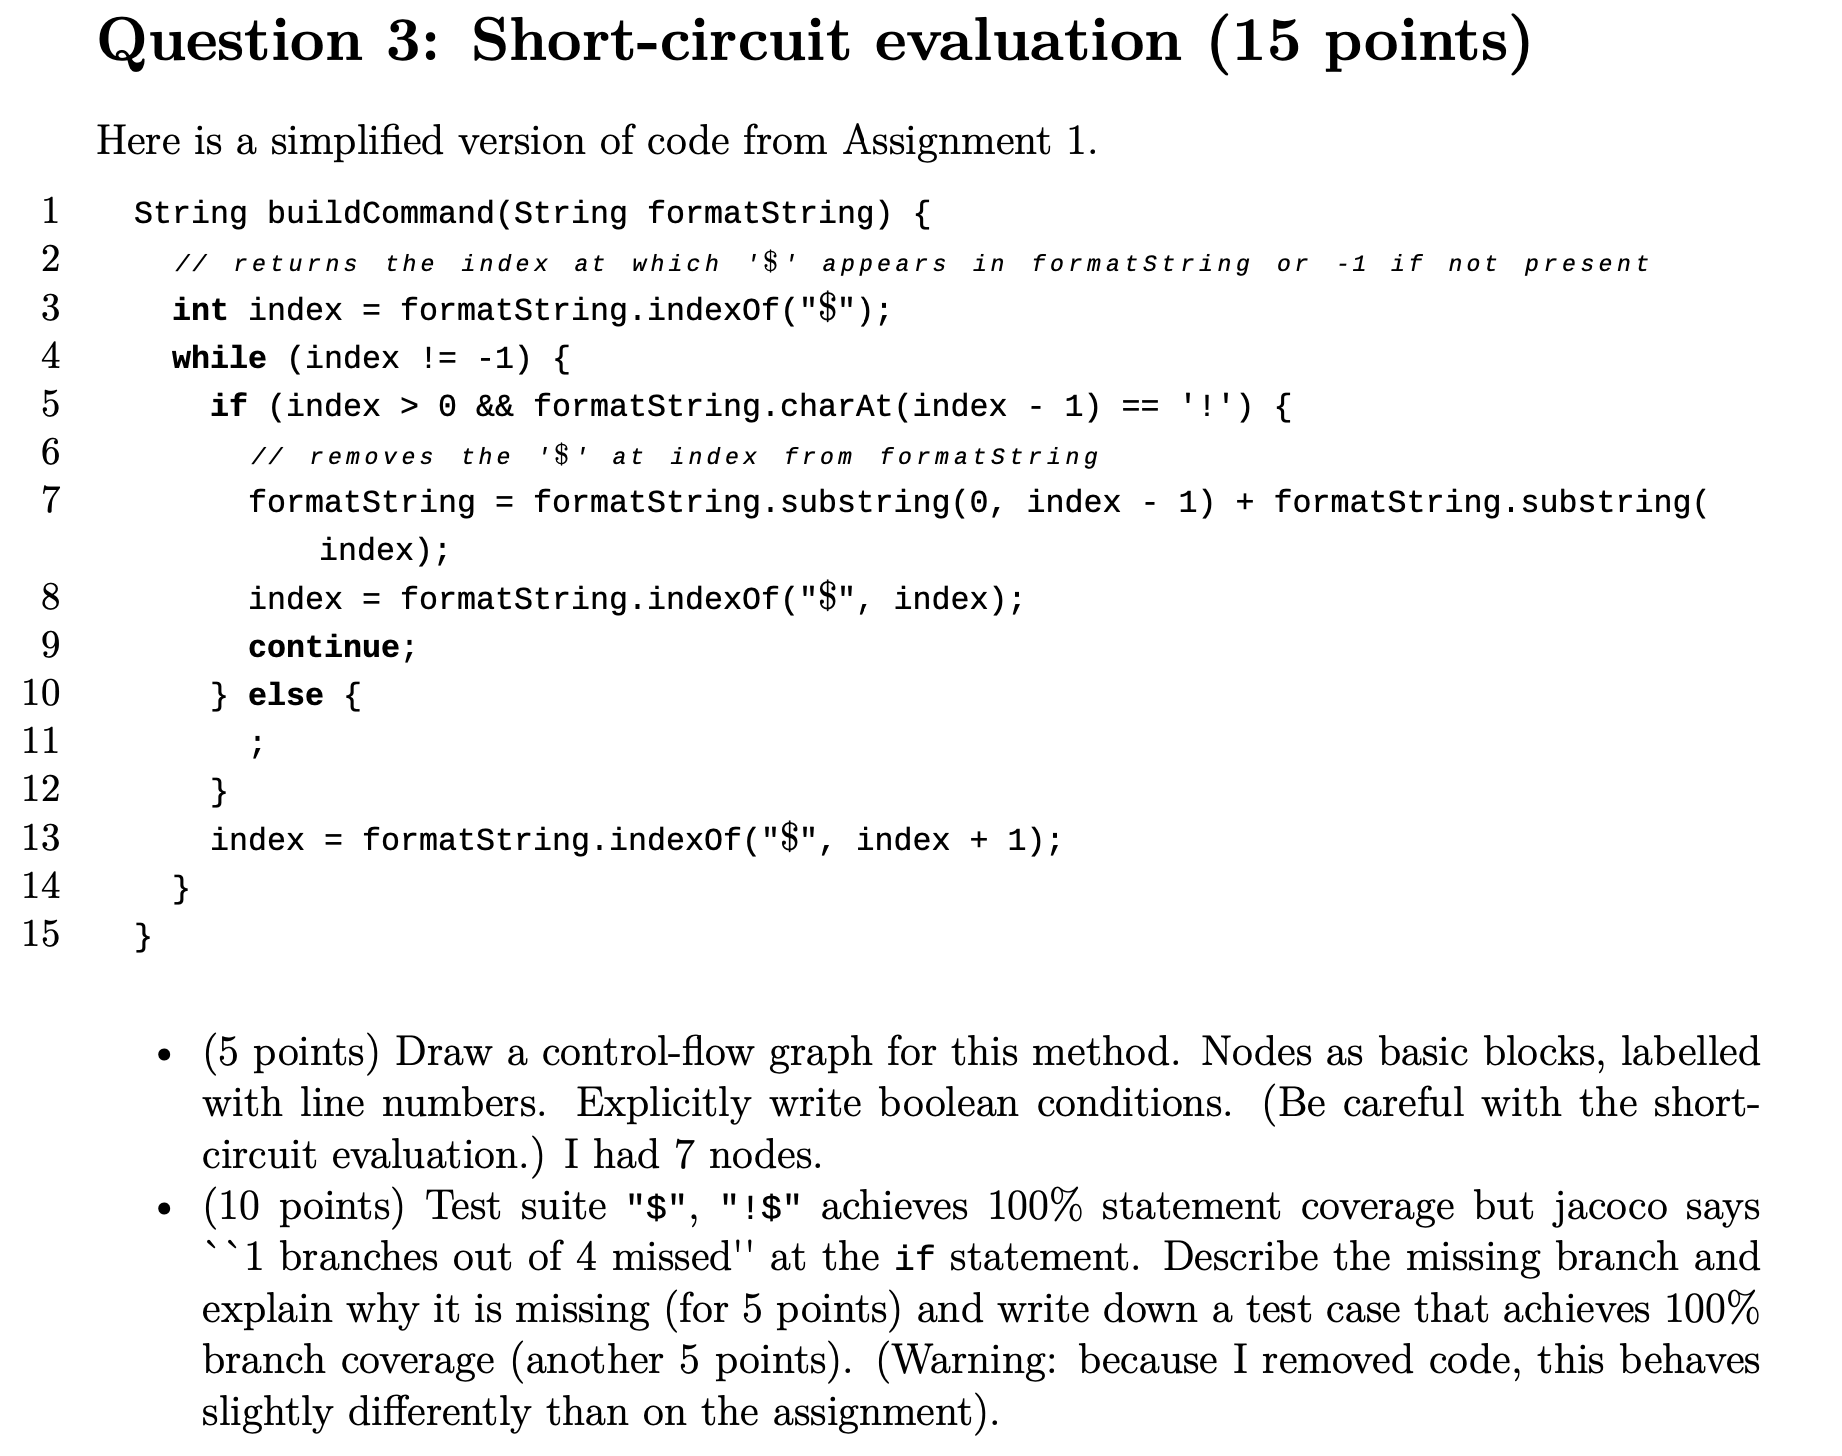 Question 3: Short-circuit evaluation (15 points)
Here is a simplified version of code from Assignment 1.
1 String buildCommand(String formatString) {
2 // returns the index at which '$' appears in formatString or -1 if not present
3 int index = formatString.indexOf("$");
4 while (index != -1) {
5 if (index > 0 && formatString.charAt(index - 1) == '!') {
6 // removes the '$' at index from formatString
7 formatString = formatString.substring(0, index - 1) + formatString.substring(
index);
8 index = formatString.indexOf("$", index);
9 continue;
10 } else {
11 ;
12 }
13 index = formatString.indexOf("$", index + 1);
14 }
15 }
• (5 points) Draw a control-flow graph for this method. Nodes as basic blocks, labelled
with line numbers. Explicitly write boolean conditions. (Be careful with the short-
circuit evaluation.) I had 7 nodes.
• (10 points) Test suite "$", "!$" achieves 100% statement coverage but jacoco says
``1 branches out of 4 missed'' at the if statement. Describe the missing branch and
explain why it is missing (for 5 points) and write down a test case that achieves 100%
branch coverage (another 5 points). (Warning: because I removed code, this behaves
slightly differently than on the assignment).